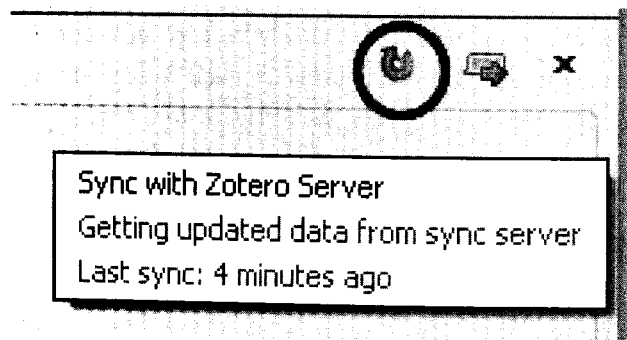 Sync with Zotero Server
Getting updated data from sync server
Last sync: 4 minutes ago